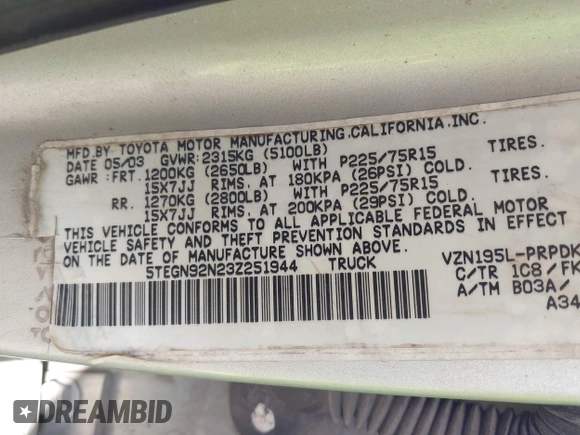 MFD.BY TOYOTA MOTOR MANUFACTURING.CALIFORNIA.INC.
DATE 05/03 GVWR:2315KG (5100LB)
GAWR:FRT. 1200KG (2650LB) WITH P225/75R15 TIRES.
15X7JJ RIMS. AT 180KPA (26PSI) COLD.
RR. 1270KG (2800LB) WITH P225/75R15 TIRES.
15X7JJ RIMS. AT 200KPA (29PSI) COLD.
THIS VEHICLE CONFORMS TO ALL APPLICABLE FEDERAL MOTOR
VEHICLE SAFETY AND THEFT PREVENTION STANDARDS IN EFFECT
ON THE DATE OF MANUFACTURE SHOWN ABOVE.
5TEGN92N23Z251944 TRUCK
VZN195L-PRPDK
C/TR 1C8/FK
A/TM B03A/
A34
DREAMBID